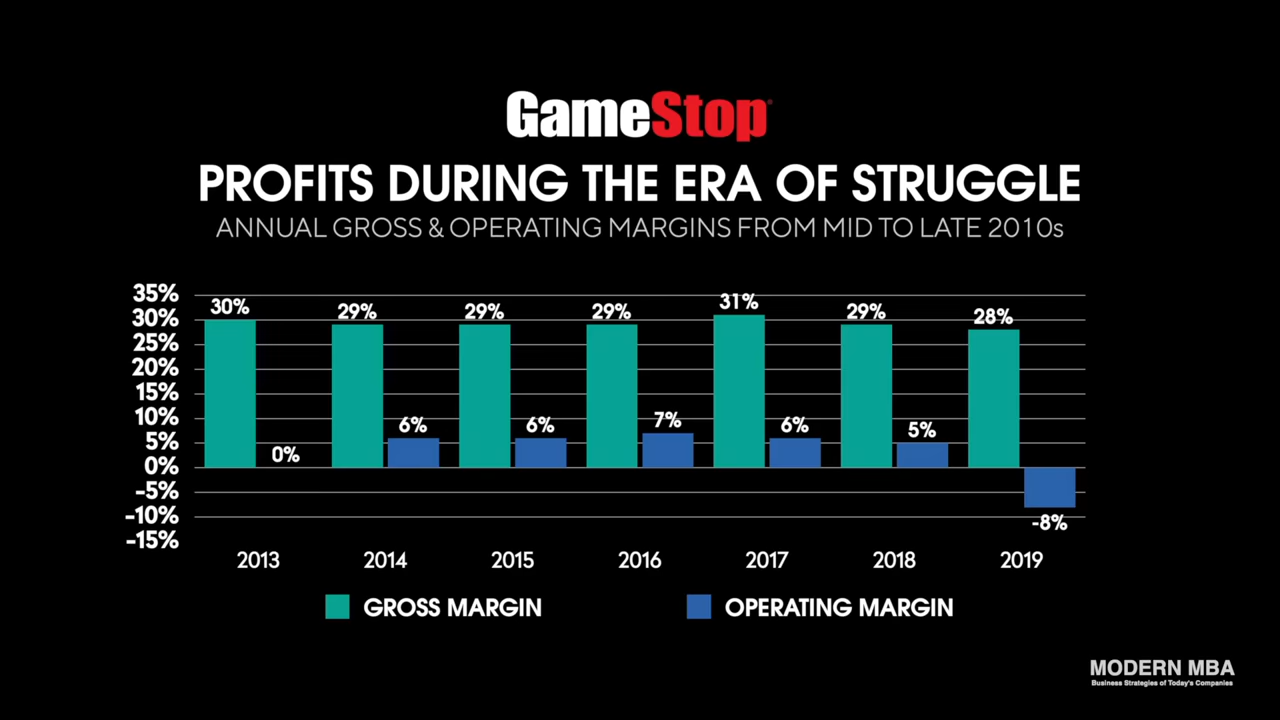 GameStop
PROFITS DURING THE ERA OF STRUGGLE
ANNUAL GROSS & OPERATING MARGINS FROM MID TO LATE 2010s
35%
30%
25%
20%
15%
10%
5%
0%
-5%
-10%
-15%
30% 29% 29% 29% 31% 29% 28%
0% 6% 6% 7% 6% 5% -8%
2013 2014 2015 2016 2017 2018 2019
GROSS MARGIN OPERATING MARGIN
MODERN MBA
Business Strategies of Today's Companies